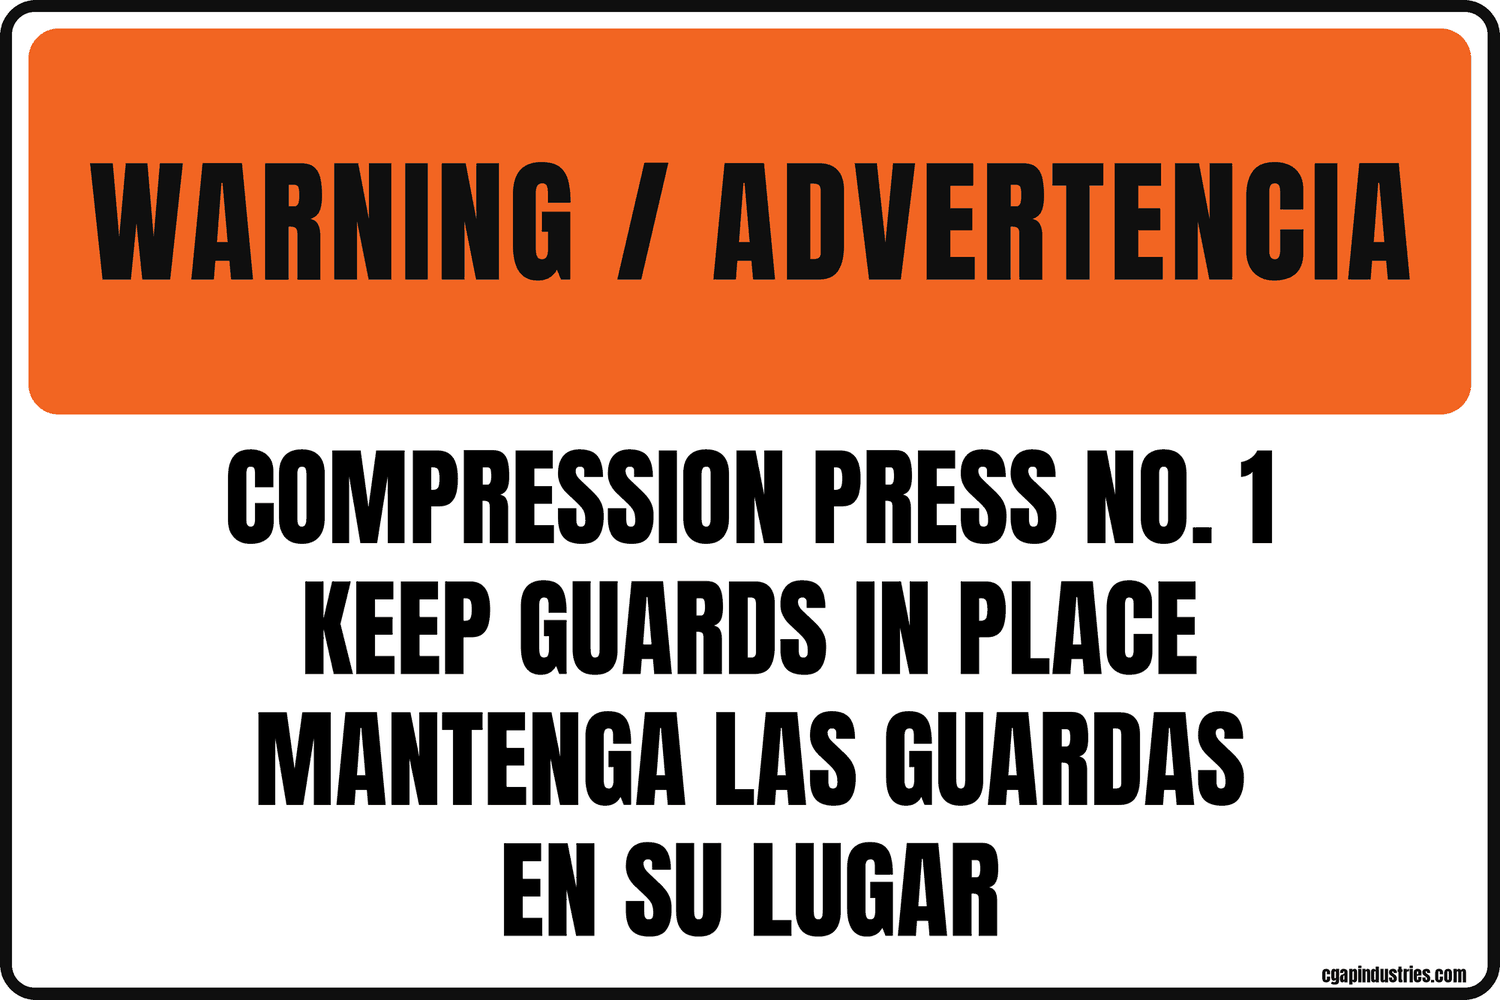 WARNING / ADVERTENCIA
COMPRESSION PRESS NO. 1
KEEP GUARDS IN PLACE
MANTENGA LAS GUARDAS
EN SU LUGAR
cgapindustries.com